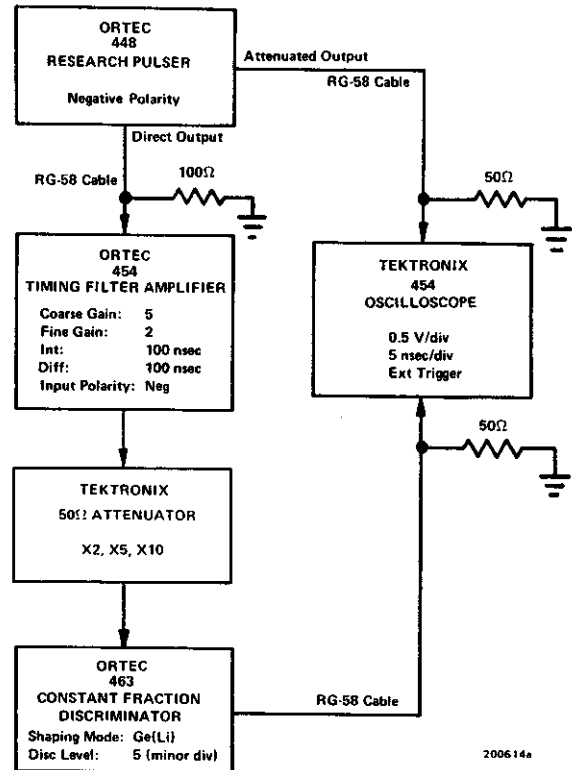 ORTEC
448
RESEARCH PULSER
Negative Polarity
Attenuated Output
RG-58 Cable
Direct Output
RG-58 Cable
100Ω
50Ω
ORTEC
454
TIMING FILTER AMPLIFIER
Coarse Gain: 5
Fine Gain: 2
Int: 100 nsec
Diff: 100 nsec
Input Polarity: Neg
TEKTRONIX
454
OSCILLOSCOPE
0.5 V/div
5 nsec/div
Ext Trigger
50Ω
TEKTRONIX
50Ω ATTENUATOR
X2, X5, X10
ORTEC
463
CONSTANT FRACTION
DISCRIMINATOR
Shaping Mode: Ge(Li)
Disc Level: 5 (minor div)
RG-58 Cable
200614a